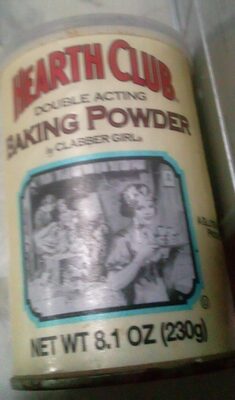 HEARTH CLUB
DOUBLE ACTING
BAKING POWDER
by CLABBER GIRL®
NET WT 8.1 OZ (230g)